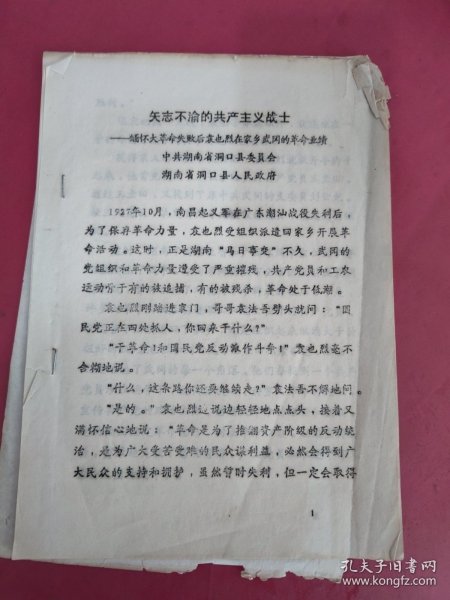 矢志不渝的共产主义战士
——缅怀大革命失败后袁也烈在家乡武冈的革命业绩
中共湖南省洞口县委员会
湖南省洞口县人民政府
1927年10月，南昌起义军在广东潮汕战役失利后，
为了保存革命力量，袁也烈受组织派遣回家乡开展革
命活动。这时，正是湖南“马日事变”不久，武冈的
党组织和革命力量遭受了严重摧残，共产党员和工农
运动骨干有的被追捕，有的被残杀，革命处于低潮。
袁也烈刚踏进家门，哥哥袁法吾劈头就问：“国
民党正在四处抓人，你回来干什么？”
“干革命！和国民党反动派作斗争！”袁也烈毫不
含糊地说。
“什么，这条路你还要继续走？”袁法吾不解地问。
“是的。”袁也烈边说边轻轻地点点头，接着又
满怀信心地说：“革命是为了推翻资产阶级的反动统
治，是为广大受苦受难的民众谋利益，必然会得到广
大民众的支持和拥护，虽然暂时失利，但一定会取得
1
孔夫子旧书网
www.kongfz.com